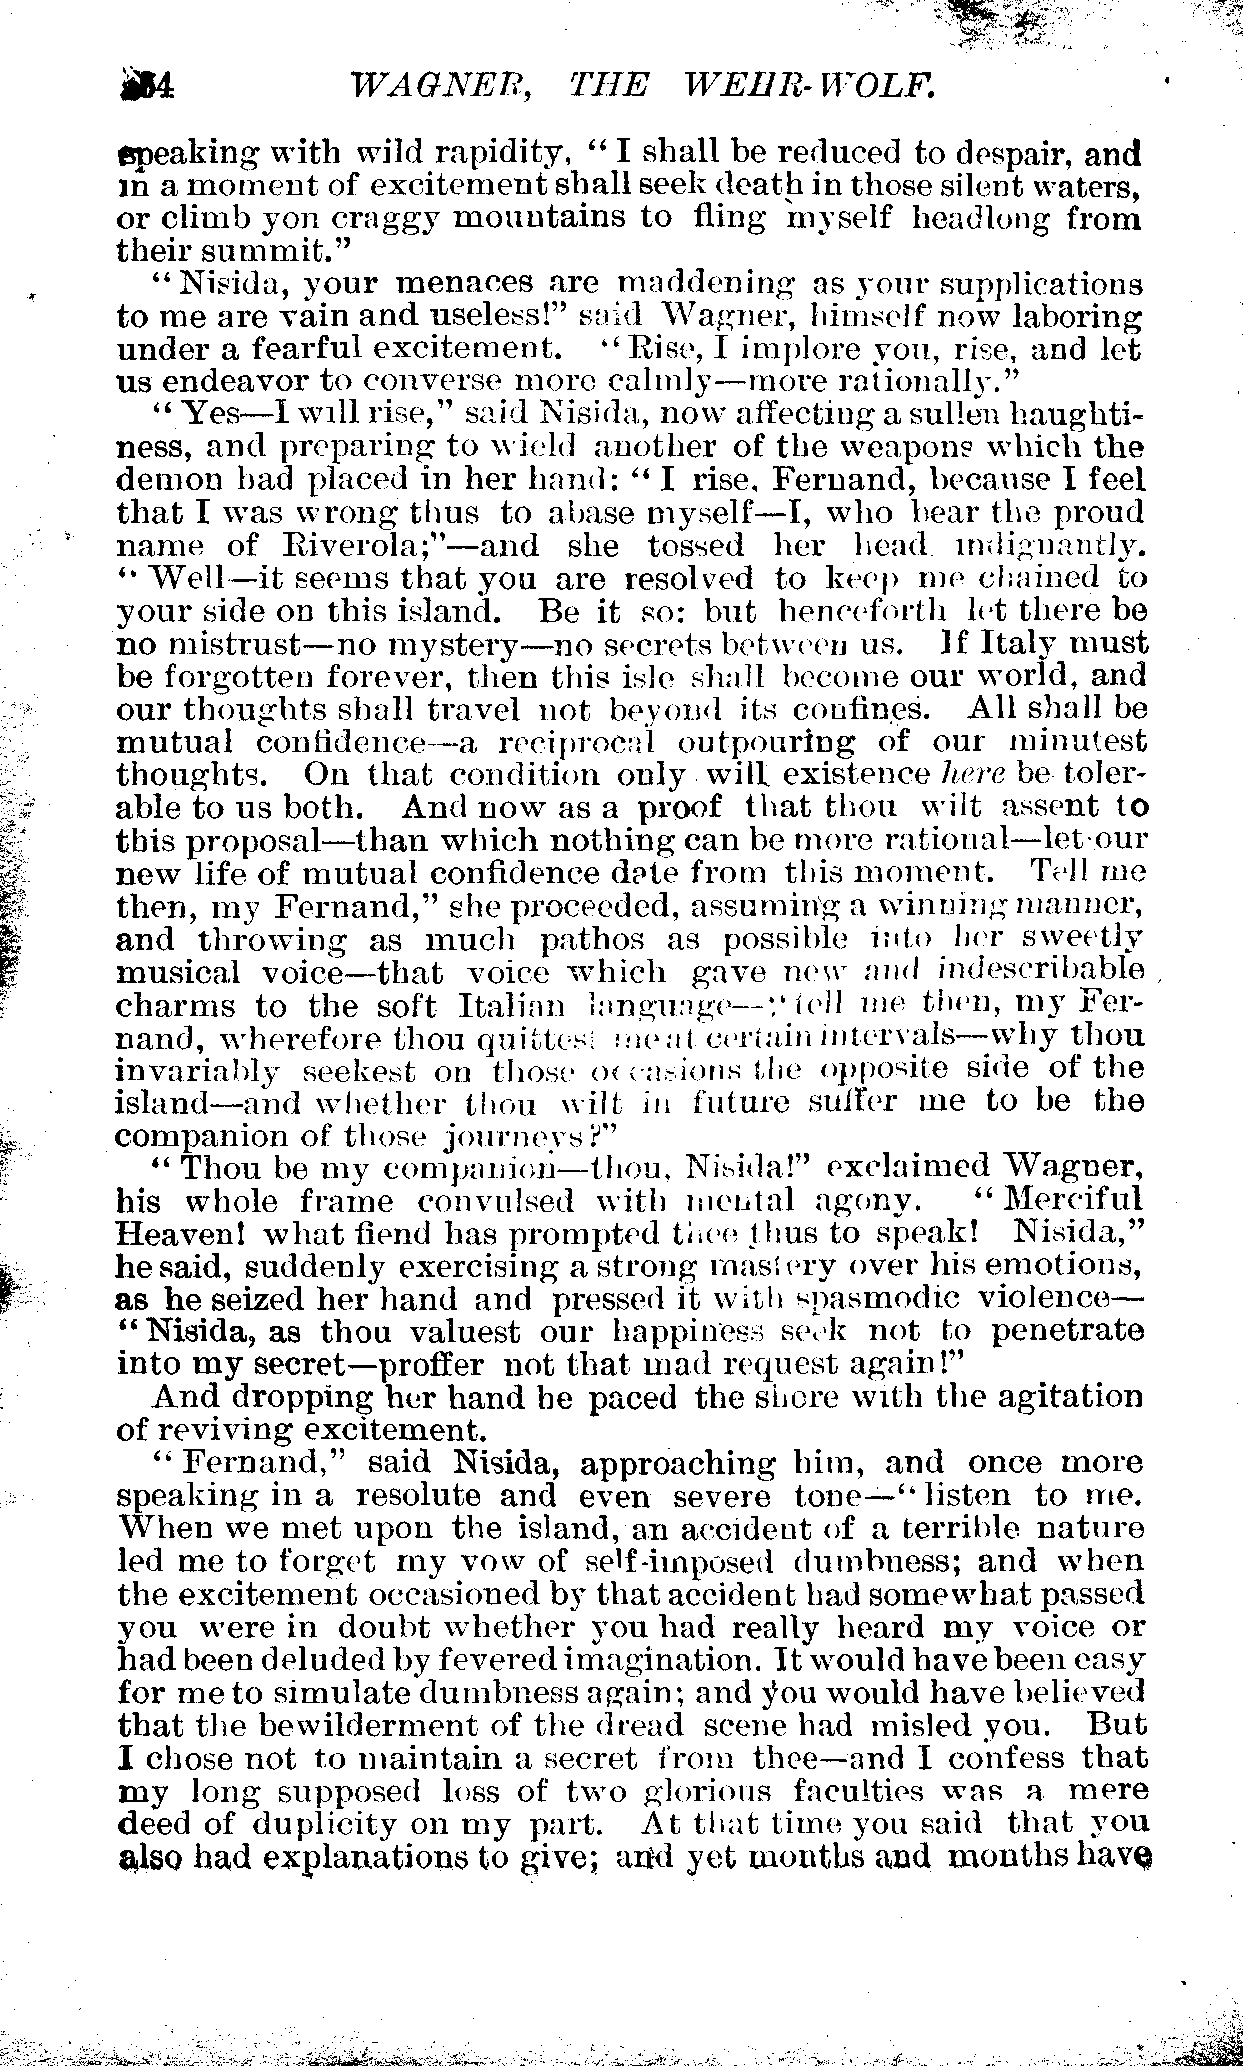 WAGNER, THE WEHR-WOLF.
speaking with wild rapidity, “I shall be reduced to despair, and
in a moment of excitement shall seek death in those silent waters,
or climb yon craggy mountains to fling myself headlong from
their summit.”
“Nisida, your menaces are maddening as your supplications
to me are vain and useless!” said Wagner, himself now laboring
under a fearful excitement. “Rise, I implore you, rise, and let
us endeavor to converse more calmly—more rationally.”
“Yes—I will rise,” said Nisida, now affecting a sullen haughti-
ness, and preparing to wield another of the weapons which the
demon had placed in her hand: “I rise, Fernand, because I feel
that I was wrong thus to abase myself—I, who bear the proud
name of Riverola;”—and she tossed her head indignantly.
“Well—it seems that you are resolved to keep me chained to
your side on this island. Be it so: but henceforth let there be
no mistrust—no mystery—no secrets between us. If Italy must
be forgotten forever, then this isle shall become our world, and
our thoughts shall travel not beyond its confines. All shall be
mutual confidence—a reciprocal outpouring of our minutest
thoughts. On that condition only will existence here be toler-
able to us both. And now as a proof that thou wilt assent to
this proposal—than which nothing can be more rational—let our
new life of mutual confidence date from this moment. Tell me
then, my Fernand,” she proceeded, assuming a winning manner,
and throwing as much pathos as possible into her sweetly
musical voice—that voice which gave new and indescribable
charms to the soft Italian language—“tell me then, my Fer-
nand, wherefore thou quittest me at certain intervals—why thou
invariably seekest on those occasions the opposite side of the
island—and whether thou wilt in future suffer me to be the
companion of those journeys?”
“Thou be my companion—thou, Nisida!” exclaimed Wagner,
his whole frame convulsed with mental agony. “Merciful
Heaven! what fiend has prompted thee thus to speak! Nisida,”
he said, suddenly exercising a strong mastery over his emotions,
as he seized her hand and pressed it with spasmodic violence—
“Nisida, as thou valuest our happiness seek not to penetrate
into my secret—proffer not that mad request again!”
And dropping her hand he paced the shore with the agitation
of reviving excitement.
“Fernand,” said Nisida, approaching him, and once more
speaking in a resolute and even severe tone—“listen to me.
When we met upon the island, an accident of a terrible nature
led me to forget my vow of self-imposed dumbness; and when
the excitement occasioned by that accident had somewhat passed
you were in doubt whether you had really heard my voice or
had been deluded by fevered imagination. It would have been easy
for me to simulate dumbness again; and you would have believed
that the bewilderment of the dread scene had misled you. But
I chose not to maintain a secret from thee—and I confess that
my long supposed loss of two glorious faculties was a mere
deed of duplicity on my part. At that time you said that you
also had explanations to give; and yet months and months have